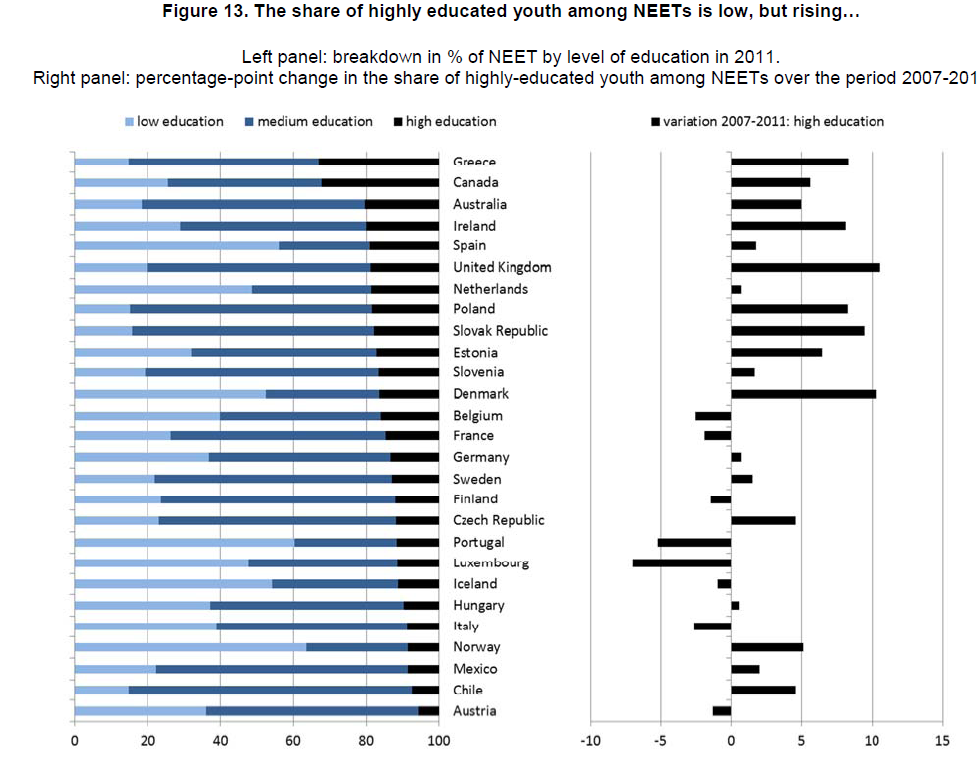 Figure 13. The share of highly educated youth among NEETs is low, but rising…
Left panel: breakdown in % of NEET by level of education in 2011.
Right panel: percentage-point change in the share of highly-educated youth among NEETs over the period 2007-201
low education medium education high education
variation 2007-2011: high education
Greece
Canada
Australia
Ireland
Spain
United Kingdom
Netherlands
Poland
Slovak Republic
Estonia
Slovenia
Denmark
Belgium
France
Germany
Sweden
Finland
Czech Republic
Portugal
Luxembourg
Iceland
Hungary
Italy
Norway
Mexico
Chile
Austria
0 20 40 60 80 100
-10 -5 0 5 10 15